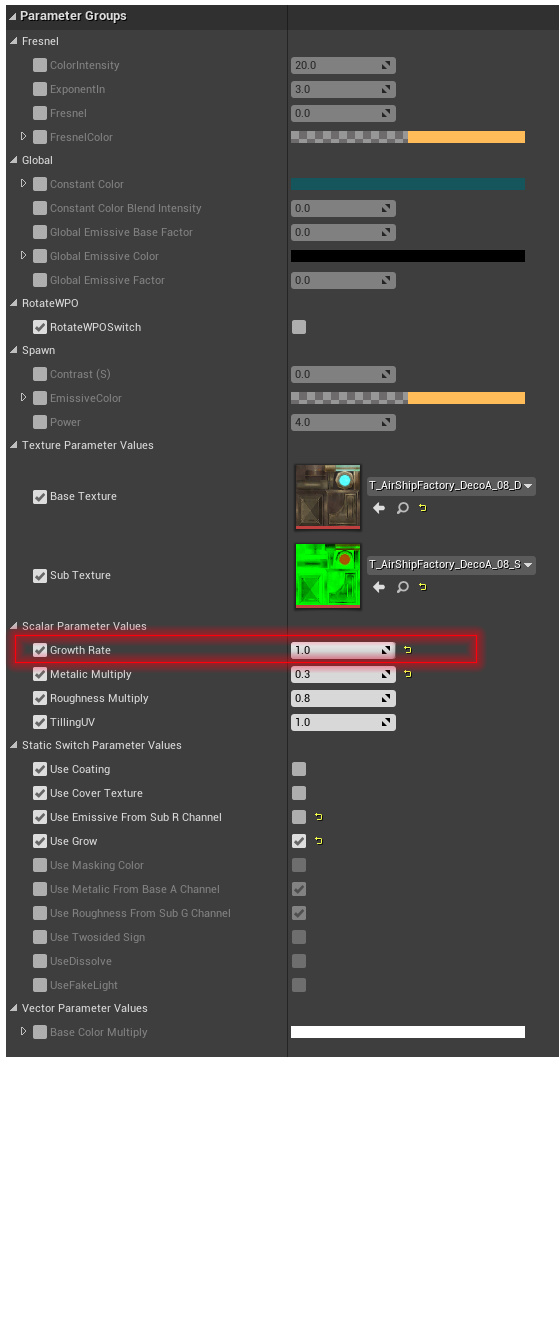 Parameter Groups
Fresnel
ColorIntensity 20.0
ExponentIn 3.0
Fresnel 0.0
FresnelColor
Global
Constant Color
Constant Color Blend Intensity 0.0
Global Emissive Base Factor 0.0
Global Emissive Color
Global Emissive Factor 0.0
RotateWPO
RotateWPOSwitch
Spawn
Contrast (S) 0.0
EmissiveColor
Power 4.0
Texture Parameter Values
Base Texture T_AirShipFactory_DecoA_08_D
Sub Texture T_AirShipFactory_DecoA_08_S
Scalar Parameter Values
Growth Rate 1.0
Metalic Multiply 0.3
Roughness Multiply 0.8
TillingUV 1.0
Static Switch Parameter Values
Use Coating
Use Cover Texture
Use Emissive From Sub R Channel
Use Grow
Use Masking Color
Use Metalic From Base A Channel
Use Roughness From Sub G Channel
Use Twosided Sign
UseDissolve
UseFakeLight
Vector Parameter Values
Base Color Multiply